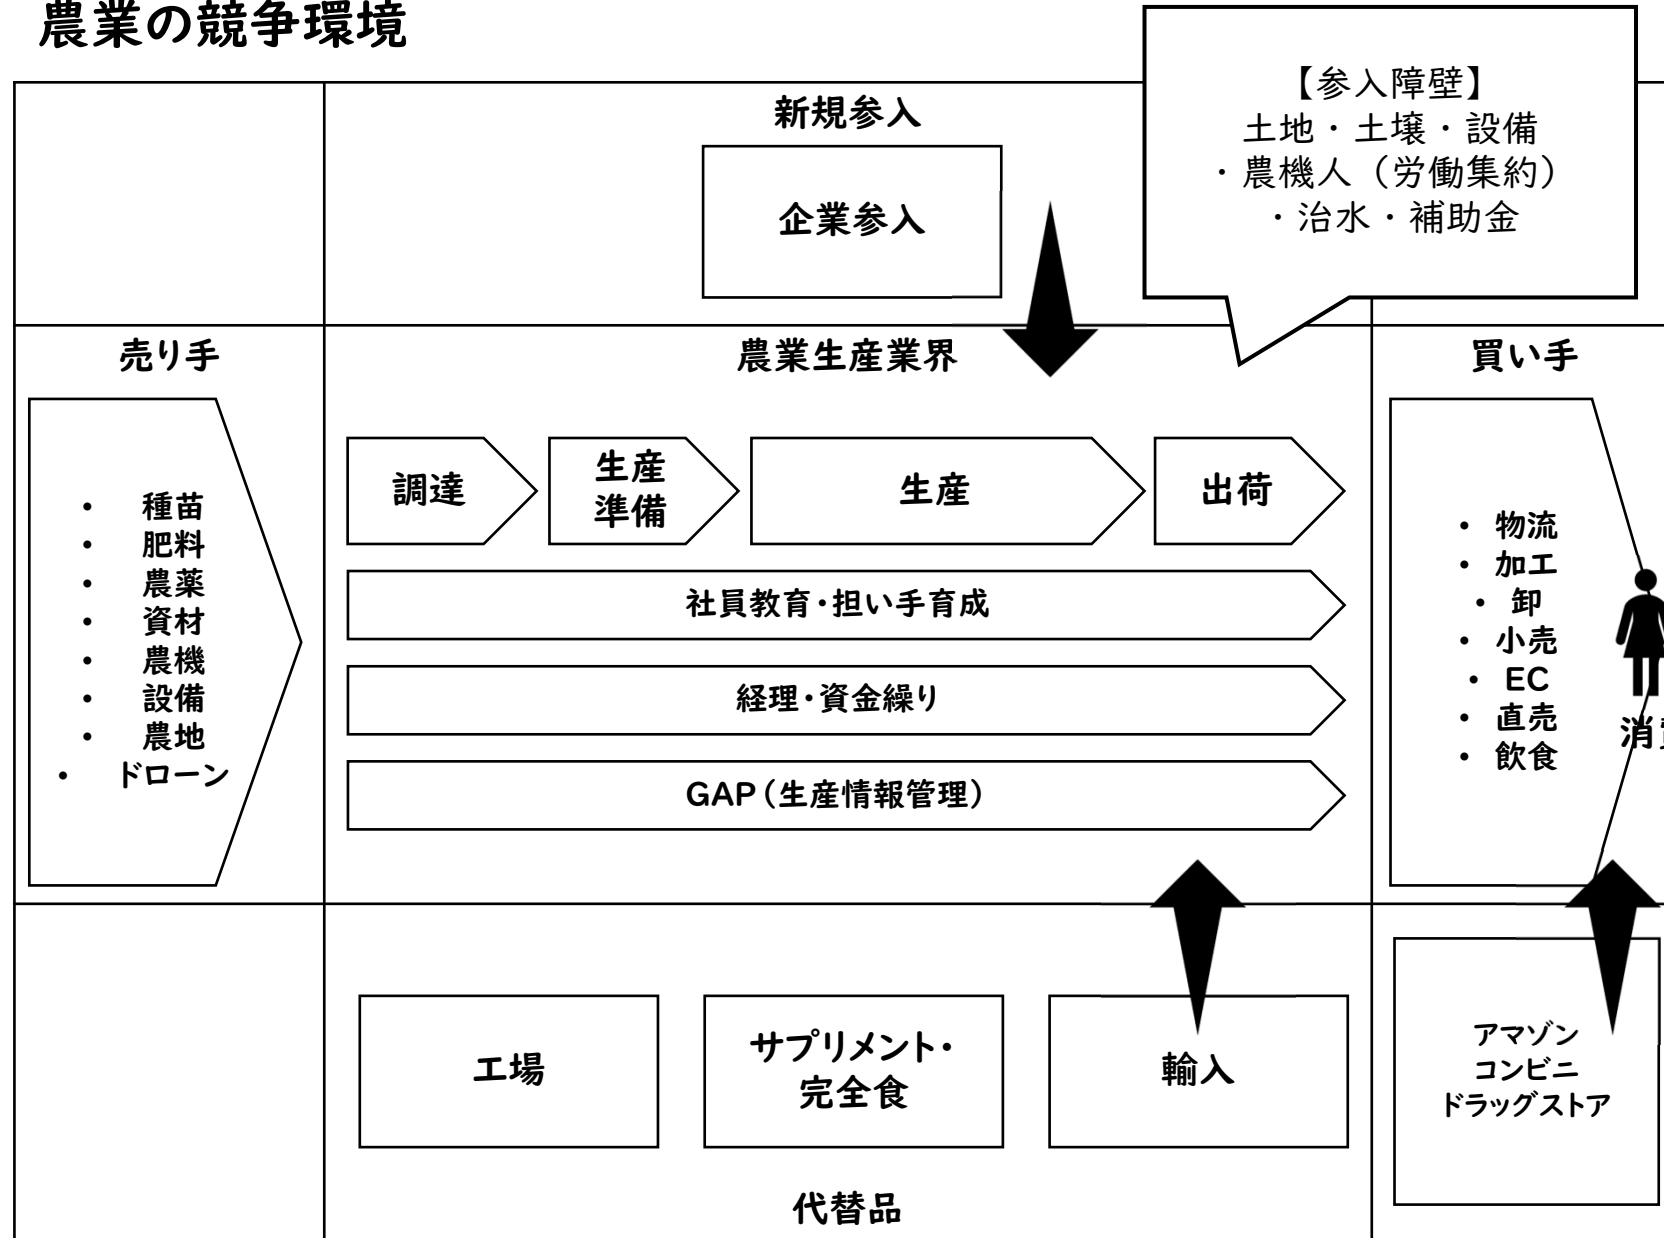 農業の競争環境
【参入障壁】
土地・土壌・設備
・農機人（労働集約）
・治水・補助金
新規参入
企業参入
売り手
• 種苗
• 肥料
• 農薬
• 資材
• 農機
• 設備
• 農地
• ドローン
農業生産業界
調達
生産
準備
生産
出荷
社員教育・担い手育成
経理・資金繰り
GAP（生産情報管理）
買い手
• 物流
• 加工
• 卸
• 小売
• EC
• 直売
• 飲食
工場
サプリメント・
完全食
輸入
代替品
アマゾン
コンビニ
ドラッグストア